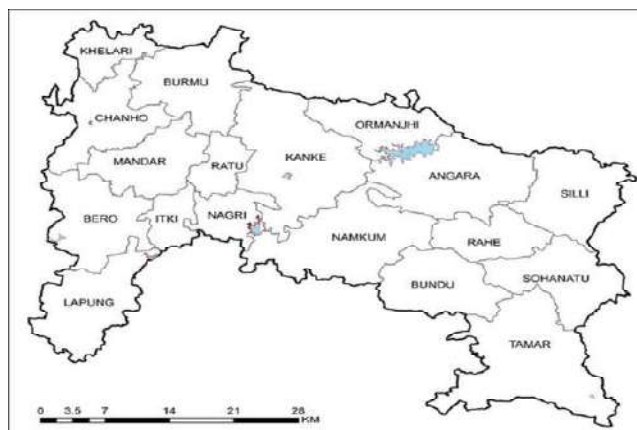 KHELARI
BURMU
CHANHO
ORMANJHI
MANDAR
RATU
KANKE
ANGARA
SILLI
BERO
ITKI
NAGRI
NAMKUM
RAHE
LAPUNG
BUNDU
SOHANATU
TAMAR
0 3.5 7 14 21 28
KM